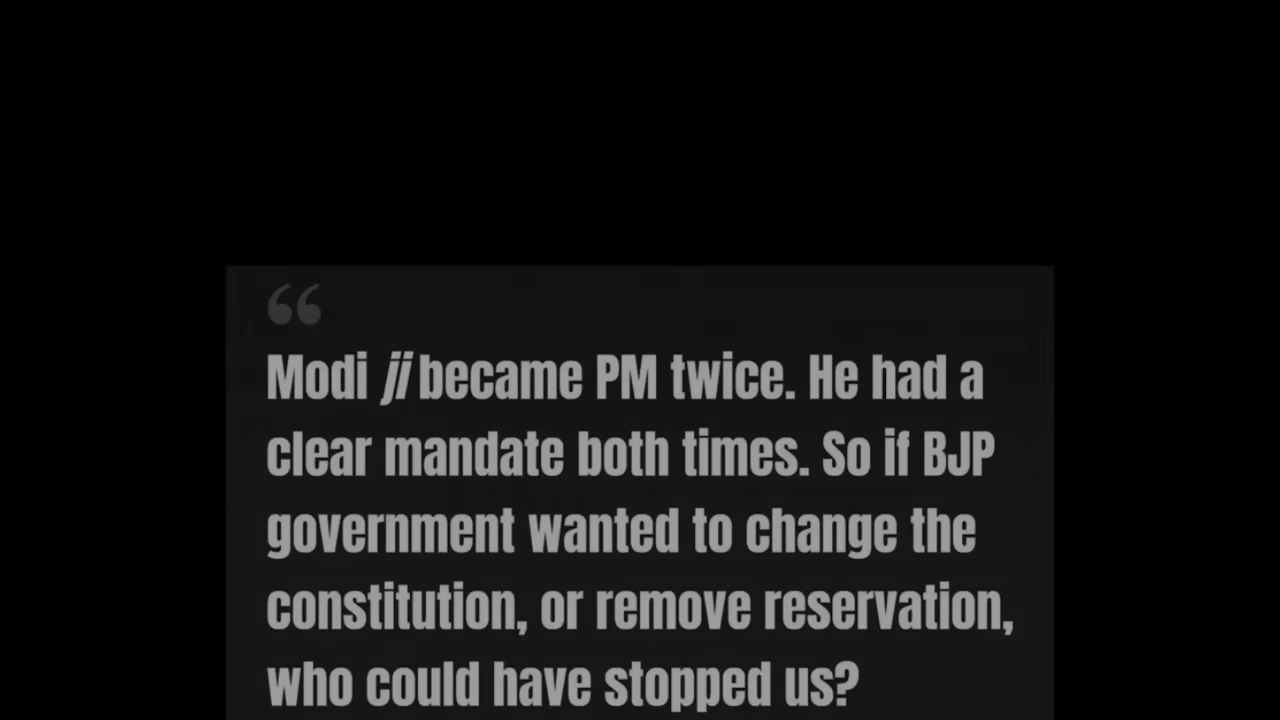 “
Modi ji became PM twice. He had a
clear mandate both times. So if BJP
government wanted to change the
constitution, or remove reservation,
who could have stopped us?